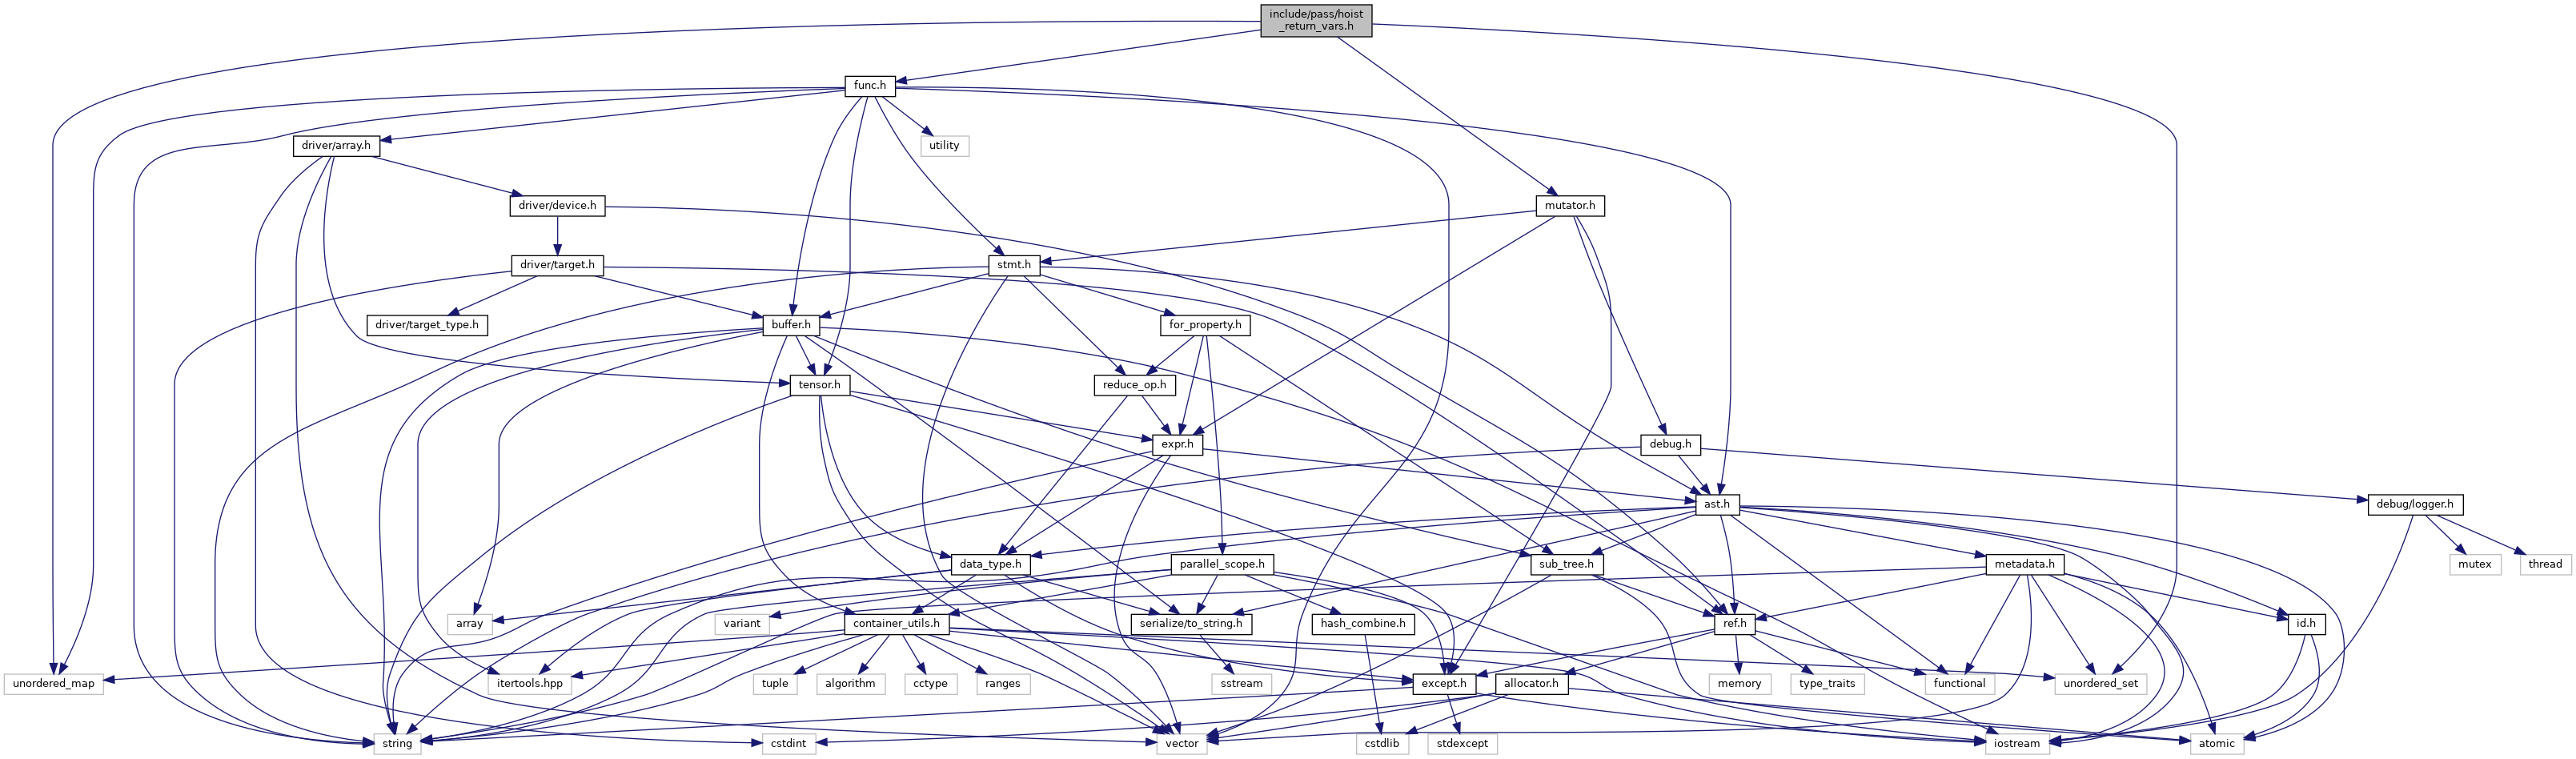 include/pass/hoist
_return_vars.h
func.h
driver/array.h
utility
driver/device.h
mutator.h
driver/target.h
stmt.h
driver/target_type.h
buffer.h
for_property.h
tensor.h
reduce_op.h
expr.h
debug.h
ast.h
debug/logger.h
data_type.h
parallel_scope.h
sub_tree.h
metadata.h
mutex
thread
array
variant
container_utils.h
serialize/to_string.h
hash_combine.h
ref.h
id.h
unordered_map
itertools.hpp
tuple
algorithm
cctype
ranges
sstream
except.h
allocator.h
memory
type_traits
functional
unordered_set
string
cstdint
vector
cstdlib
stdexcept
iostream
atomic